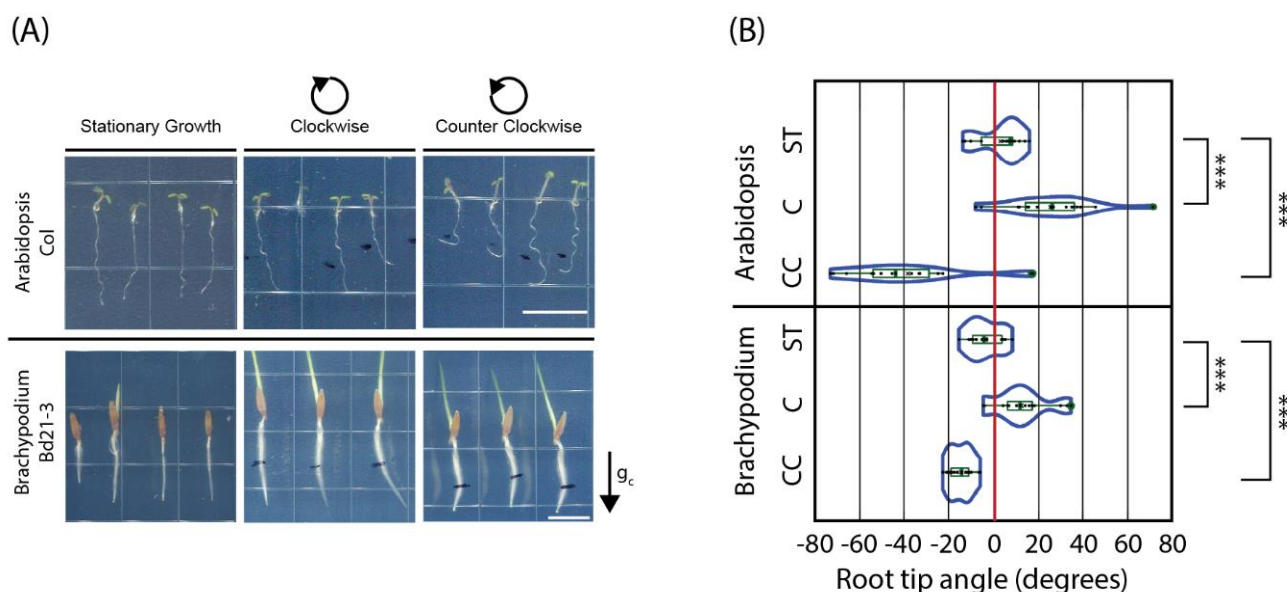 (A)
Stationary Growth
Clockwise
Counter Clockwise
Arabidopsis
Col
Brachypodium
Bd21-3
g_c
(B)
Arabidopsis
ST
C
CC
Brachypodium
ST
C
CC
***
***
***
***
-80 -60 -40 -20 0 20 40 60 80
Root tip angle (degrees)